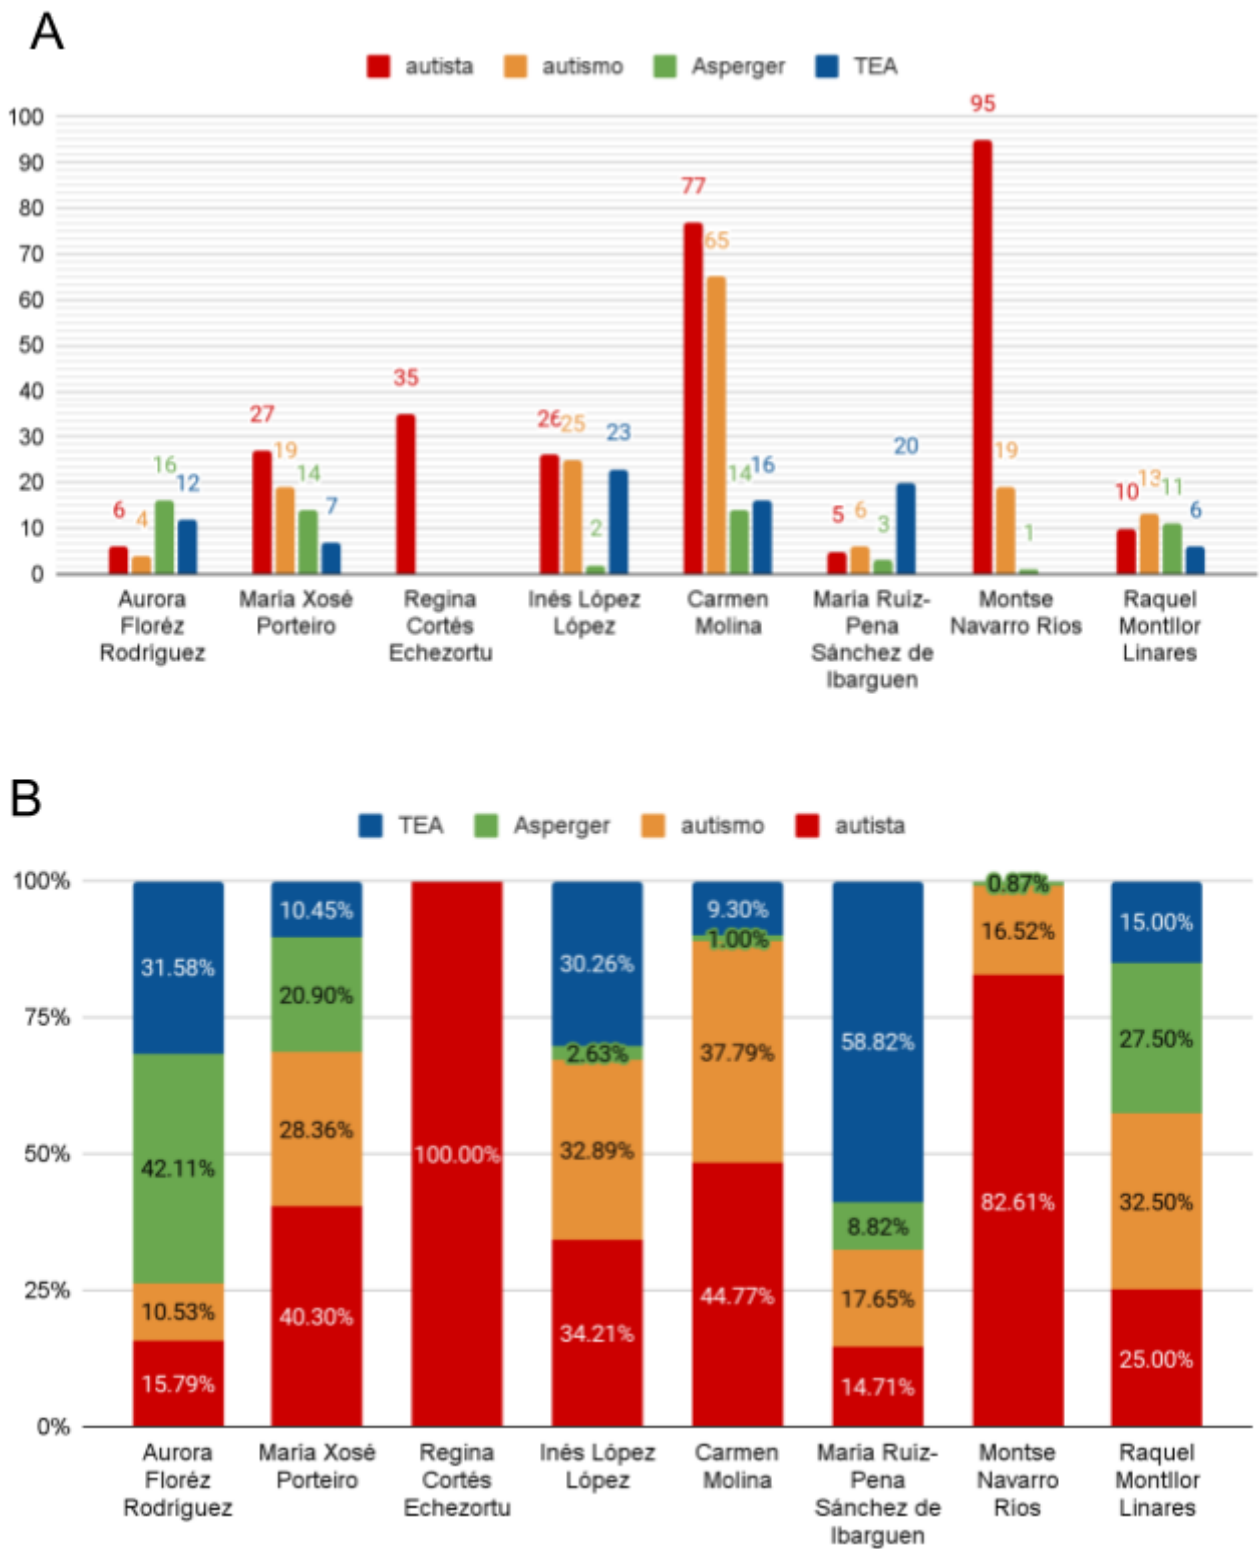 A
autista autismo Asperger TEA
100
90
80
70
60
50
40
30
20
10
0
6 4 16 12
27 19 14 7
35
26 25 2 23
77 65 14 16
5 6 3 20
95 19 1
10 13 11 6
Aurora
Floréz
Rodríguez
María Xosé
Porteiro
Regina
Cortés
Echezortu
Inés López
López
Carmen
Molina
María Ruiz-
Pena
Sánchez de
Ibarguen
Montse
Navarro Ríos
Raquel
Montllor
Linares
B
TEA Asperger autismo autista
100%
75%
50%
25%
0%
31.58%
42.11%
10.53%
15.79%
10.45%
20.90%
28.36%
40.30%
100.00%
30.26%
2.63%
32.89%
34.21%
9.30%
1.00%
37.79%
44.77%
58.82%
8.82%
17.65%
14.71%
0.87%
16.52%
82.61%
15.00%
27.50%
32.50%
25.00%
Aurora
Floréz
Rodríguez
María Xosé
Porteiro
Regina
Cortés
Echezortu
Inés López
López
Carmen
Molina
María Ruiz-
Pena
Sánchez de
Ibarguen
Montse
Navarro
Ríos
Raquel
Montllor
Linares